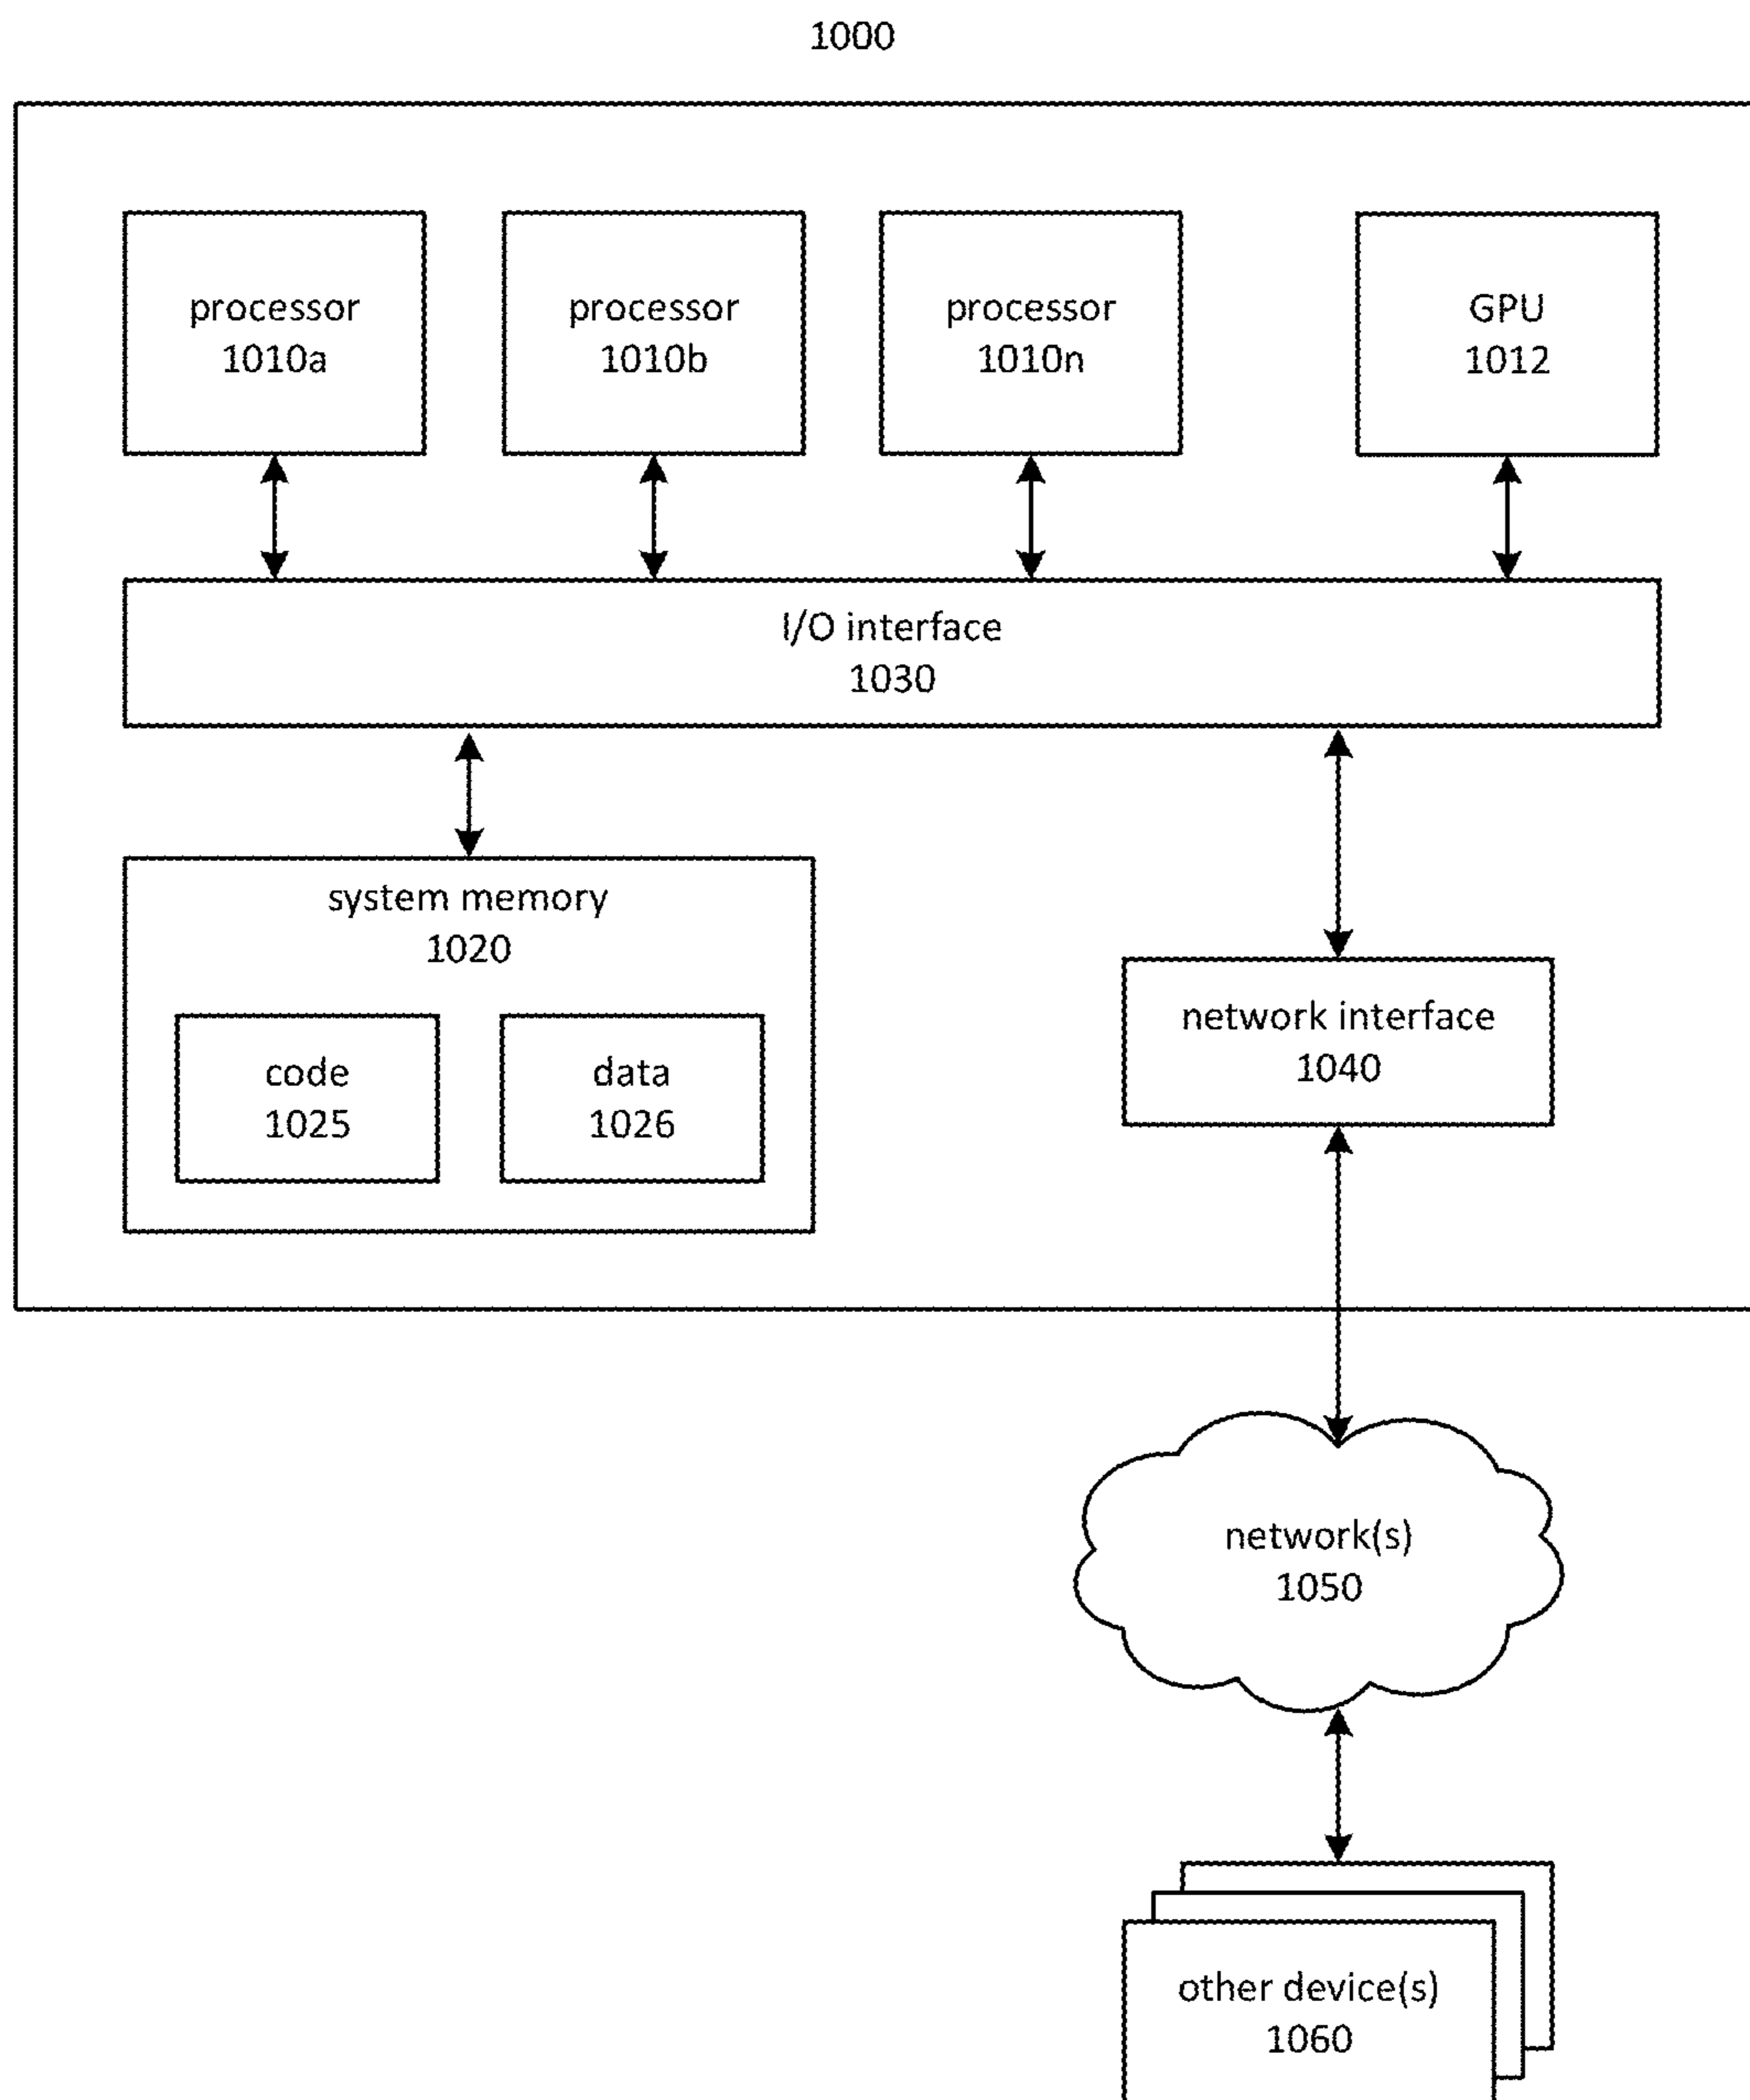 1000
processor
1010a
processor
1010b
processor
1010n
GPU
1012
I/O interface
1030
system memory
1020
code
1025
data
1026
network interface
1040
network(s)
1050
other device(s)
1060